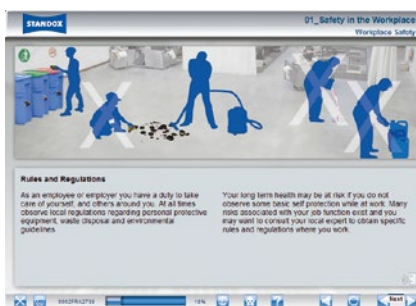 STANDOX
01_Safety in the Workplace
Workplace Safety
Rules and Regulations
As an employee or employer you have a duty to take
care of yourself, and others around you. At all times
observe local regulations regarding personal protective
equipment, waste disposal and environmental
guidelines
Your long term health may be at risk if you do not
observe some basic self protection while at work. Many
risks associated with your job function exist and you
may want to consult your local expert to obtain specific
rules and regulations where you work.
Next